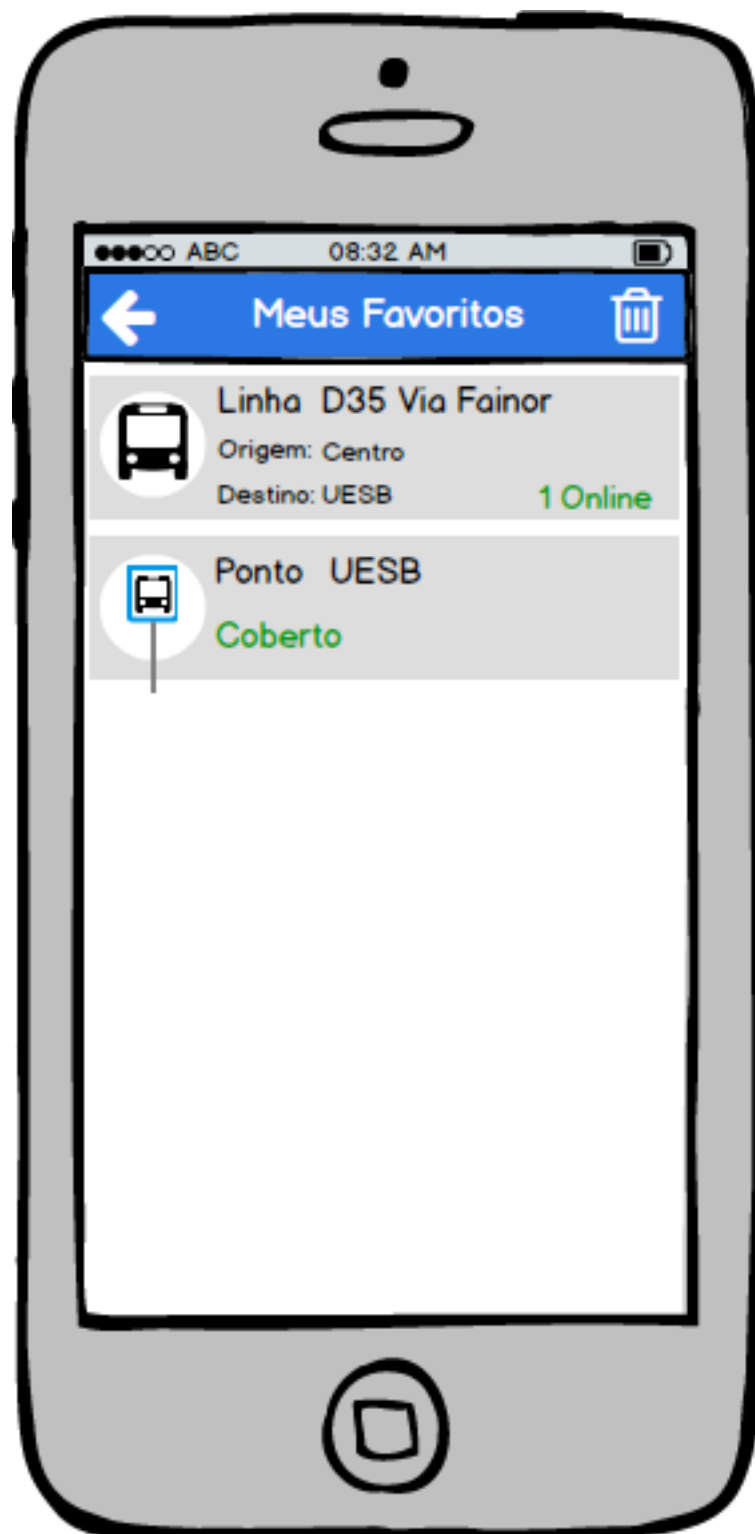 ABC 08:32 AM
Meus Favoritos
Linha D35 Via Fainor
Origem: Centro
Destino: UESB 1 Online
Ponto UESB
Coberto